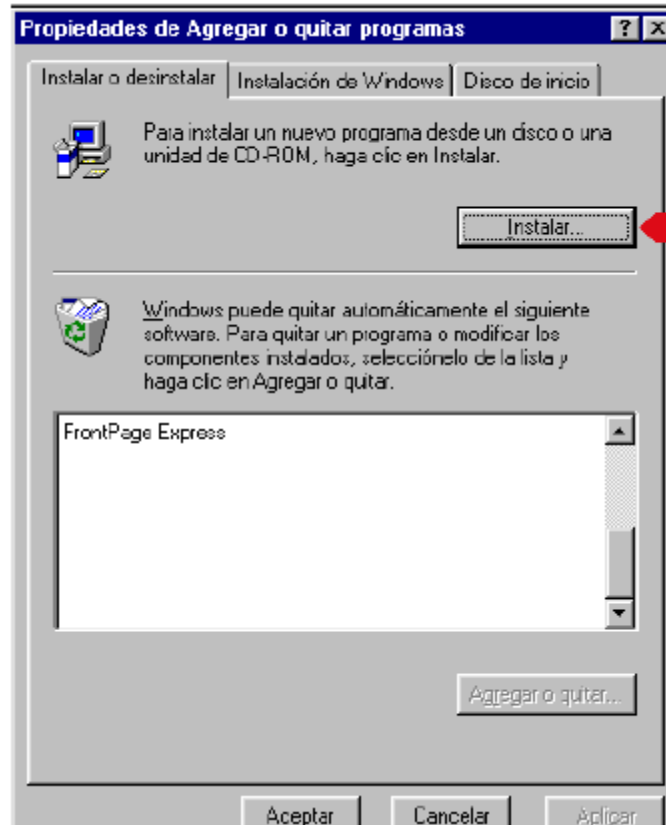 Propiedades de Agregar o quitar programas
Instalar o desinstalar
Instalación de Windows
Disco de inicio
Para instalar un nuevo programa desde un disco o una
unidad de CD-ROM, haga clic en Instalar.
Instalar...
Windows puede quitar automáticamente el siguiente
software. Para quitar un programa o modificar los
componentes instalados, selecciónelo de la lista y
haga clic en Agregar o quitar.
FrontPage Express
Agregar o quitar...
Aceptar
Cancelar
Aplicar